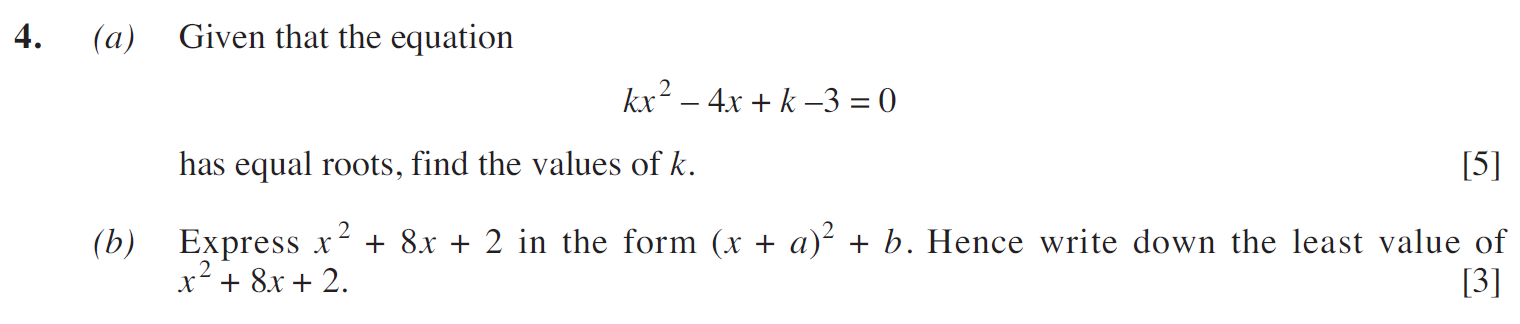 4. (a) Given that the equation
kx² – 4x + k –3 = 0
has equal roots, find the values of k. [5]
(b) Express x² + 8x + 2 in the form (x + a)² + b. Hence write down the least value of
x² + 8x + 2. [3]